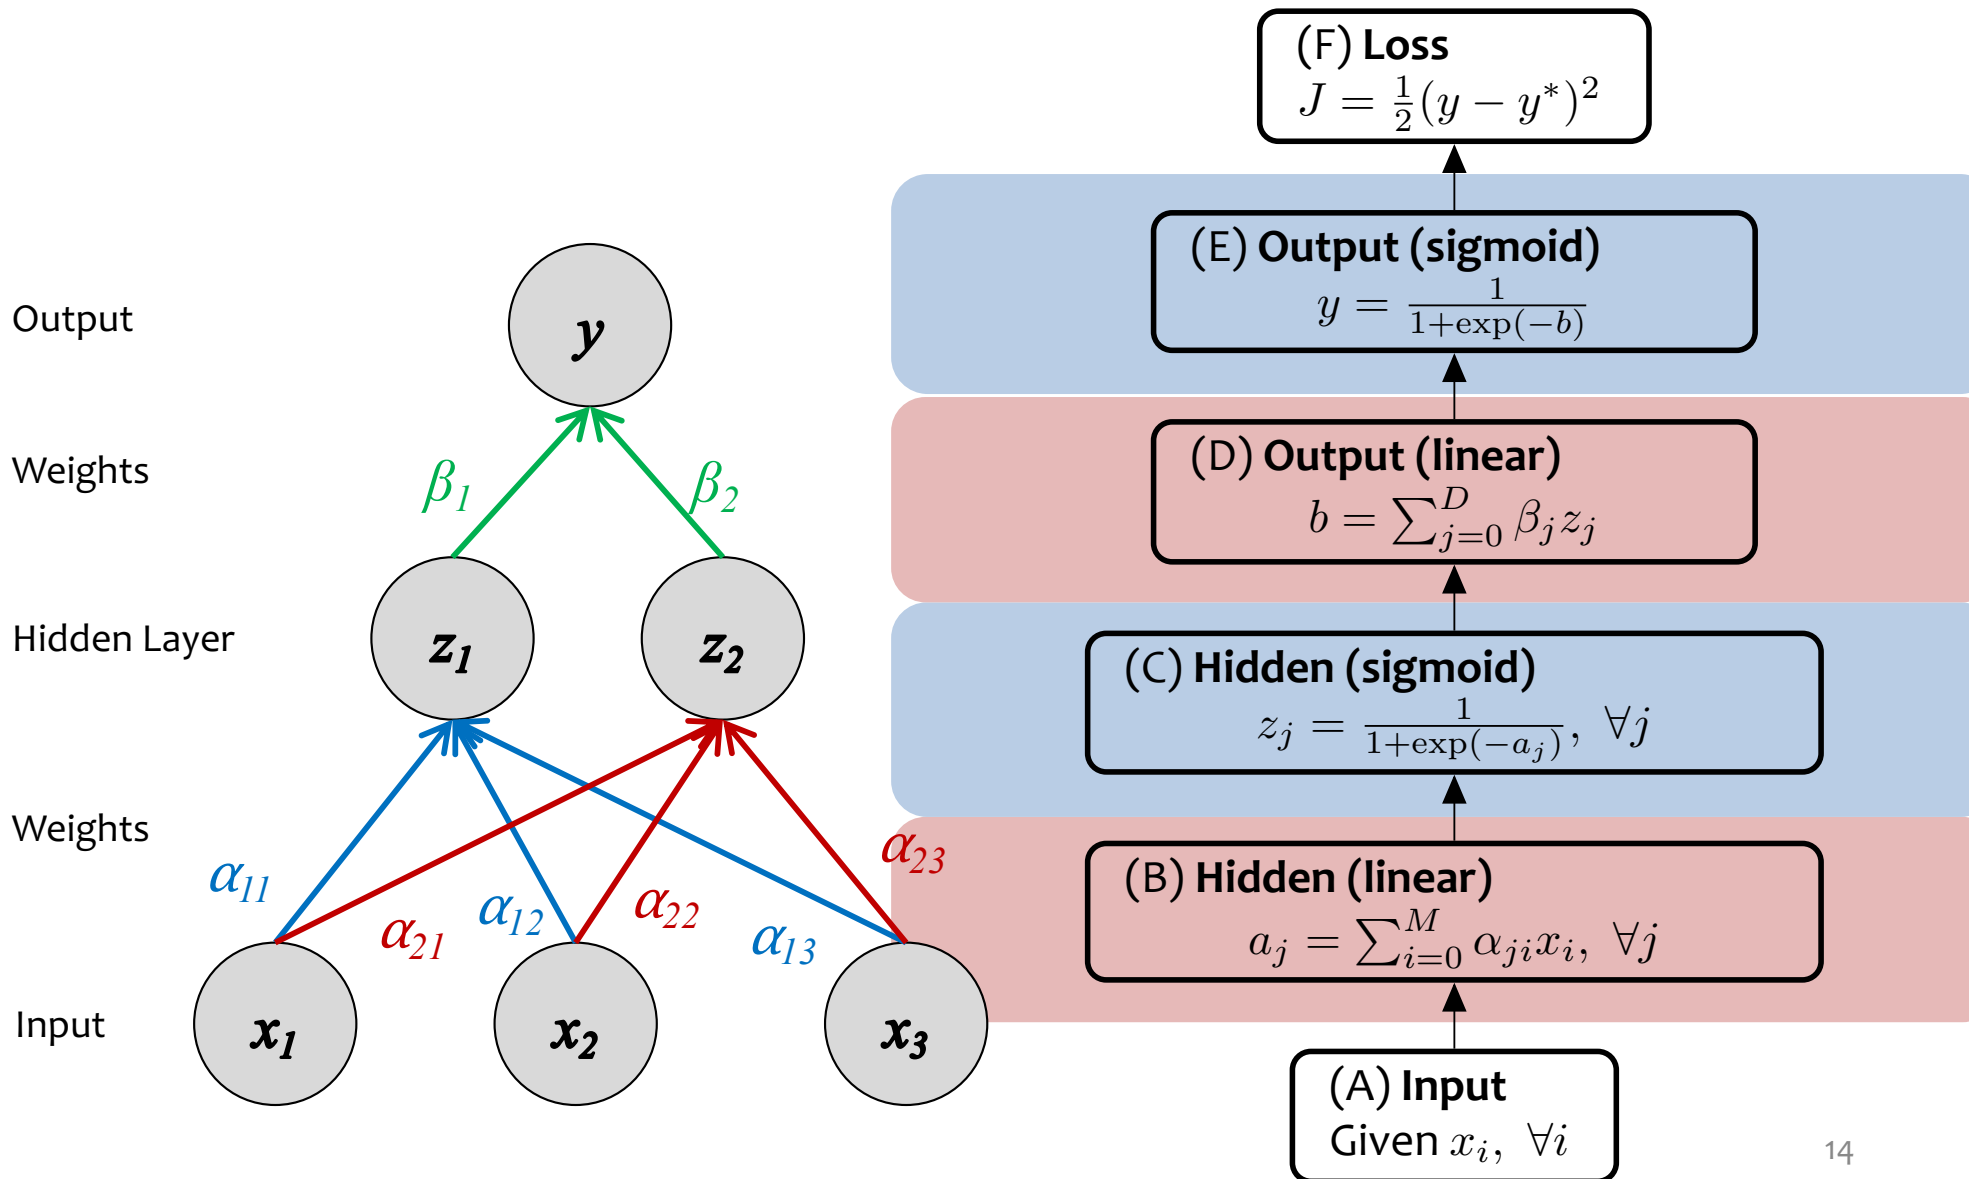 Output
Weights
Hidden Layer
Weights
Input
y
β1 β2
z1 z2
α11 α21 α12 α22 α13 α23
x1 x2 x3
(F) Loss
J = 1/2 (y − y*)²
(E) Output (sigmoid)
y = 1/(1+exp(−b))
(D) Output (linear)
b = ∑_{j=0}^{D} β_j z_j
(C) Hidden (sigmoid)
z_j = 1/(1+exp(−a_j)), ∀j
(B) Hidden (linear)
a_j = ∑_{i=0}^{M} α_{ji} x_i, ∀j
(A) Input
Given x_i, ∀i
14